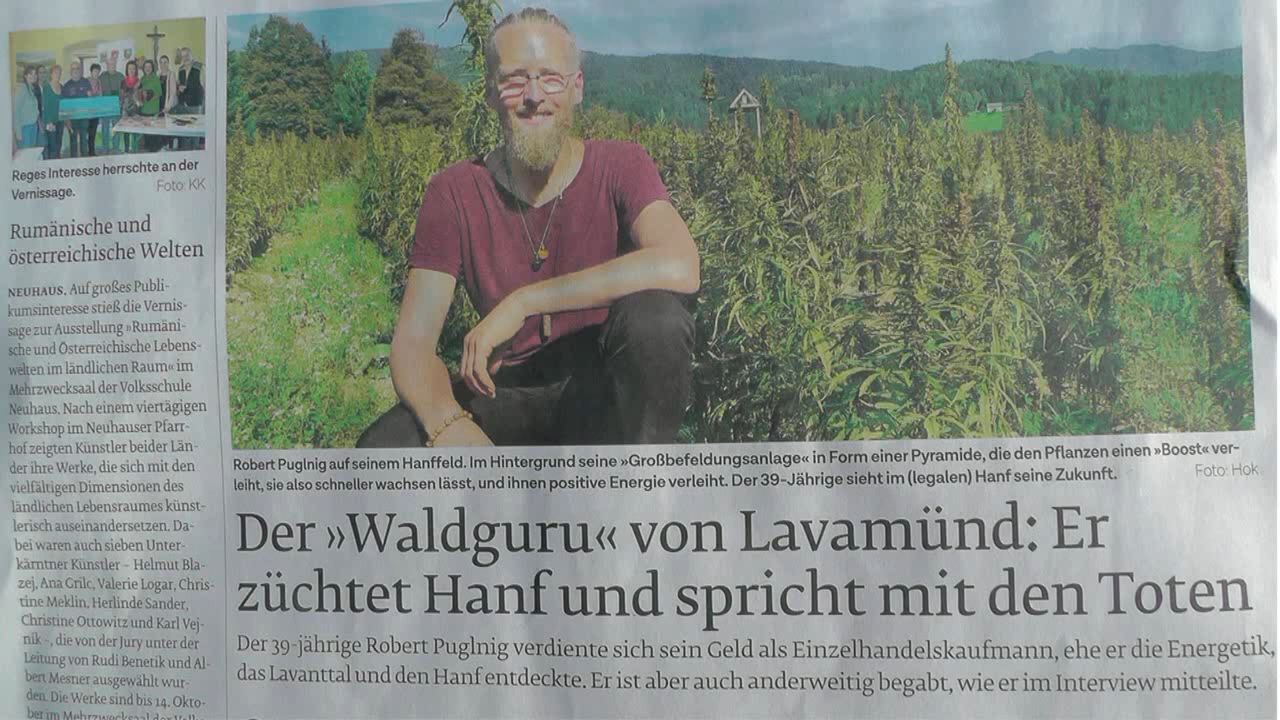 Reges Interesse herrschte an der
Vernissage.
Foto: KK
Rumänische und
österreichische Welten
NEUHAUS. Auf großes Publi-
kumsinteresse stieß die Vernis-
sage zur Ausstellung »Rumäni-
sche und Österreichische Lebens-
welten im ländlichen Raum« im
Mehrzwecksaal der Volksschule
Neuhaus. Nach einem viertägigen
Workshop im Neuhauser Pfarr-
hof zeigten Künstler beider Län-
der ihre Werke, die sich mit den
vielfältigen Dimensionen des
ländlichen Lebensraumes künst-
lerisch auseinandersetzen. Da-
bei waren auch sieben Unter-
kärntner Künstler – Helmut Bla-
zej, Ana Grilc, Valerie Logar, Chris-
tine Meklin, Herlinde Sander,
Christine Ottowitz und Karl Vej-
nik –, die von der Jury unter der
Leitung von Rudi Benetik und Al-
bert Mesner ausgewählt wur-
den. Die Werke sind bis 14. Okto-
ber im Mehrzwecksaal der
Robert Puglnig auf seinem Hanffeld. Im Hintergrund seine »Großbefeldungsanlage« in Form einer Pyramide, die den Pflanzen einen »Boost« ver-
leiht, sie also schneller wachsen lässt, und ihnen positive Energie verleiht. Der 39-Jährige sieht im (legalen) Hanf seine Zukunft.
Foto: Hok
Der »Waldguru« von Lavamünd: Er
züchtet Hanf und spricht mit den Toten
Der 39-jährige Robert Puglnig verdiente sich sein Geld als Einzelhandelskaufmann, ehe er die Energetik,
das Lavanttal und den Hanf entdeckte. Er ist aber auch anderweitig begabt, wie er im Interview mitteilte.